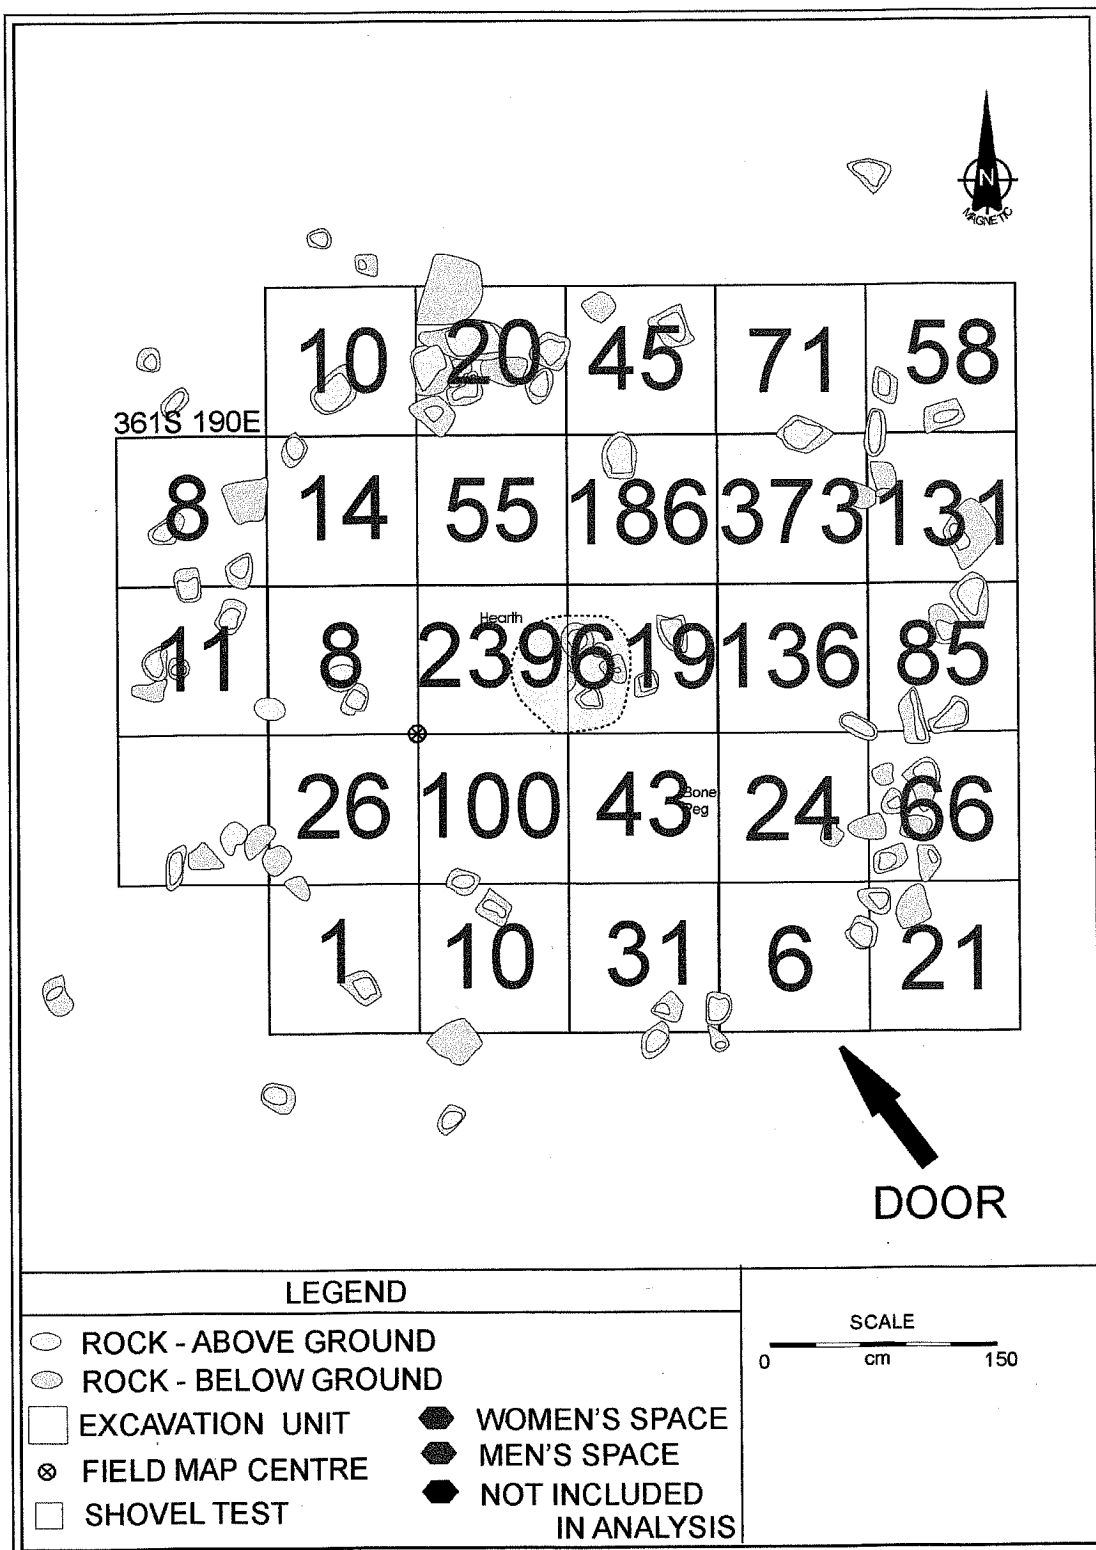 N
MAGNETIC
10 20 45 71 58
361S 190E
8 14 55 186 373 131
Hearth
11 8 239 619 136 85
26 100 43 24 66
Bone
Peg
1 10 31 6 21
DOOR
LEGEND
ROCK - ABOVE GROUND
ROCK - BELOW GROUND
EXCAVATION UNIT
FIELD MAP CENTRE
SHOVEL TEST
WOMEN'S SPACE
MEN'S SPACE
NOT INCLUDED
IN ANALYSIS
SCALE
0 cm 150